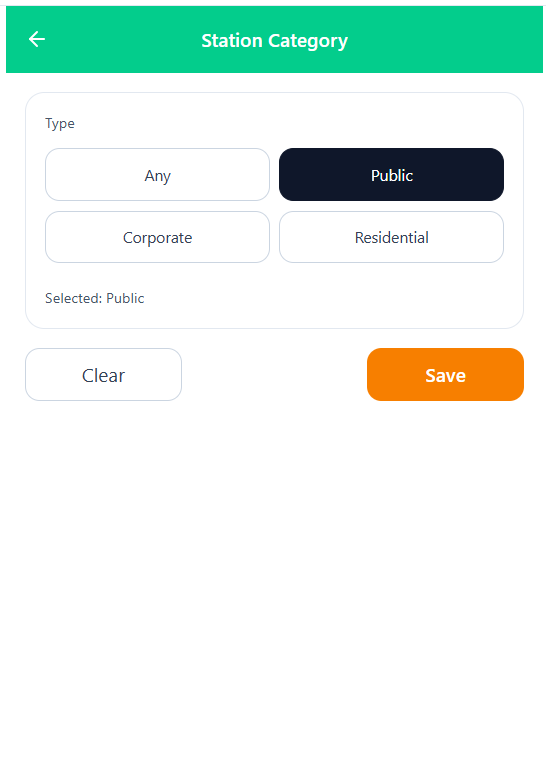 Station Category
Type
Any
Public
Corporate
Residential
Selected: Public
Clear
Save